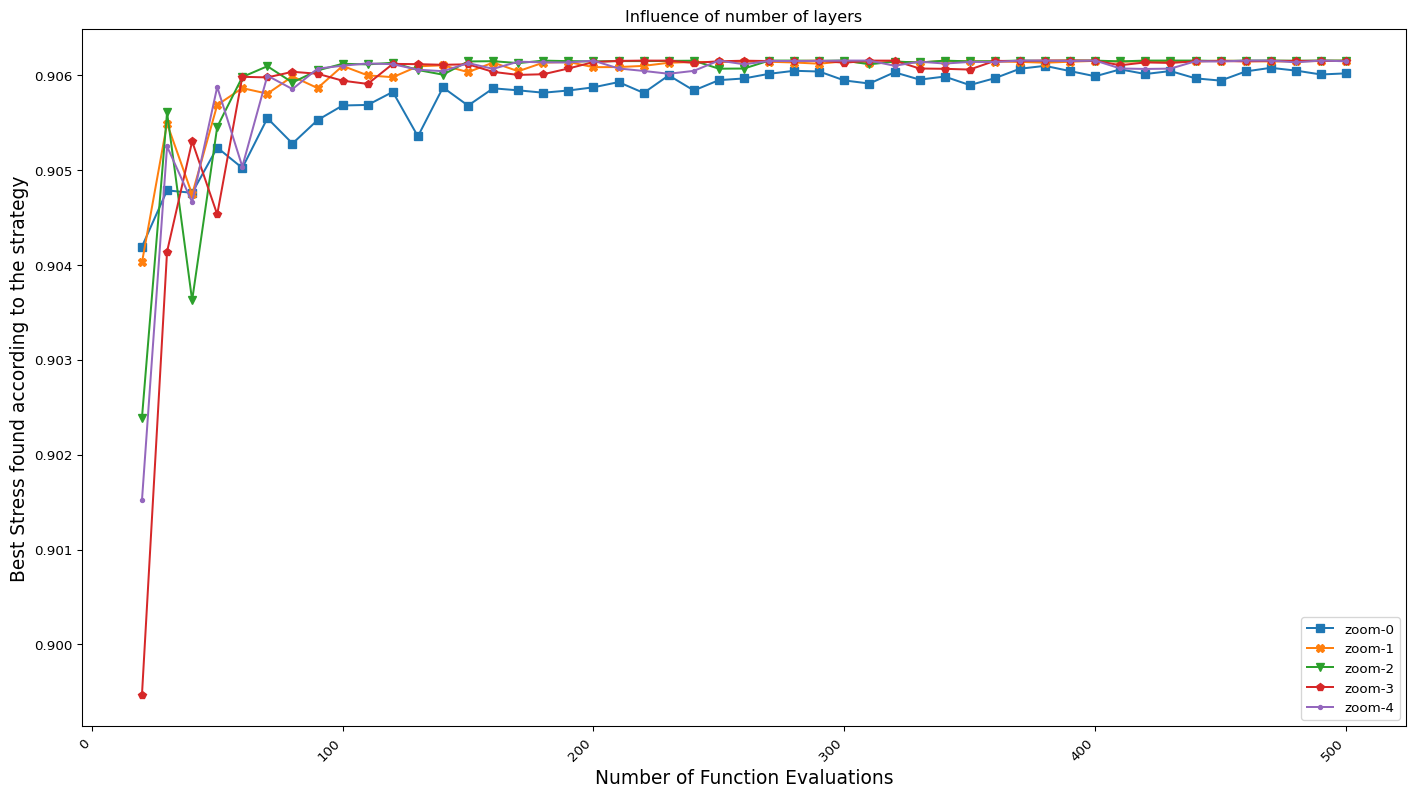 Influence of number of layers
Best Stress found according to the strategy
0.906
0.905
0.904
0.903
0.902
0.901
0.900
0
100
200
300
400
500
Number of Function Evaluations
zoom-0
zoom-1
zoom-2
zoom-3
zoom-4